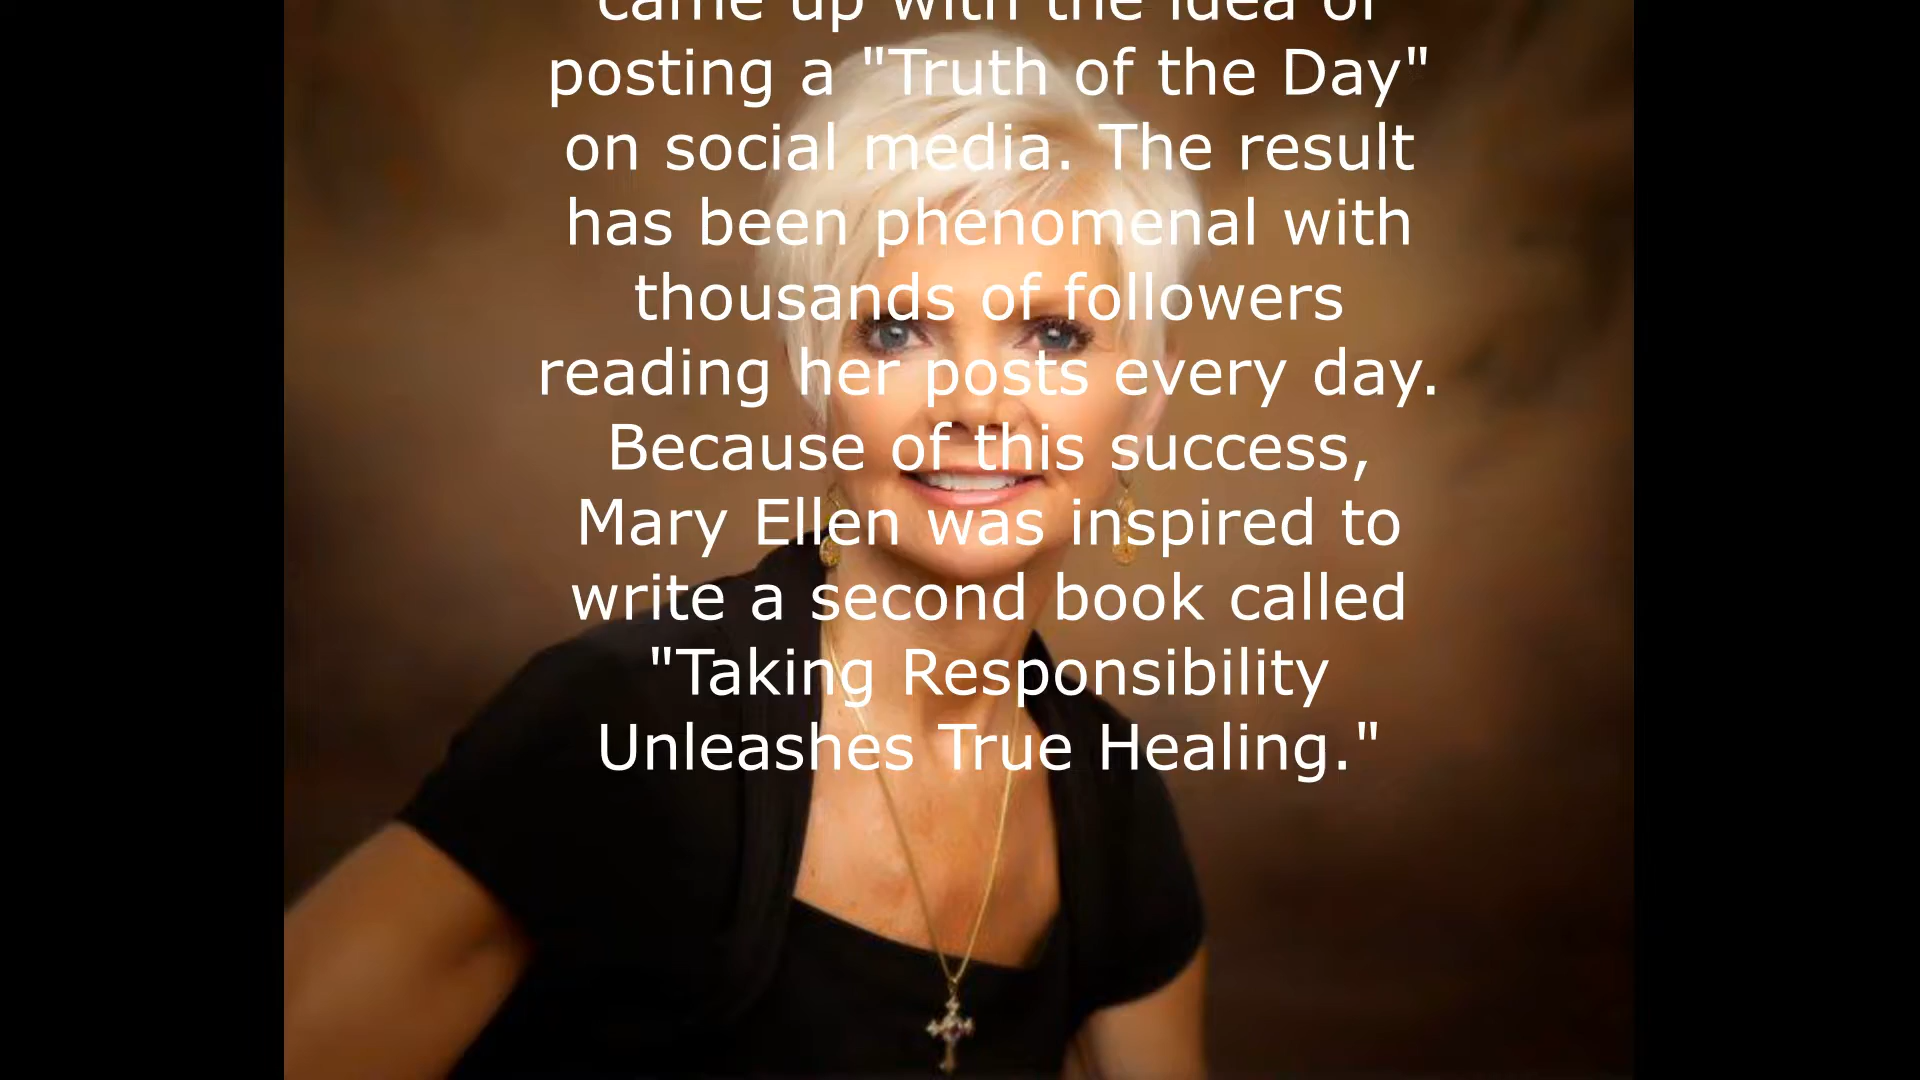 came up with the idea of
posting a "Truth of the Day"
on social media. The result
has been phenomenal with
thousands of followers
reading her posts every day.
Because of this success,
Mary Ellen was inspired to
write a second book called
"Taking Responsibility
Unleashes True Healing."